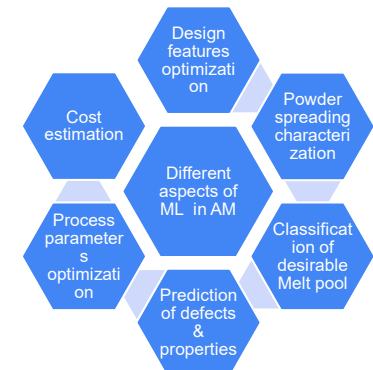 Design
features
optimizati
on
Powder
spreading
characteri
zation
Classificat
ion of
desirable
Melt pool
Prediction
of defects
&
properties
Process
parameter
s
optimizati
on
Cost
estimation
Different
aspects of
ML in AM